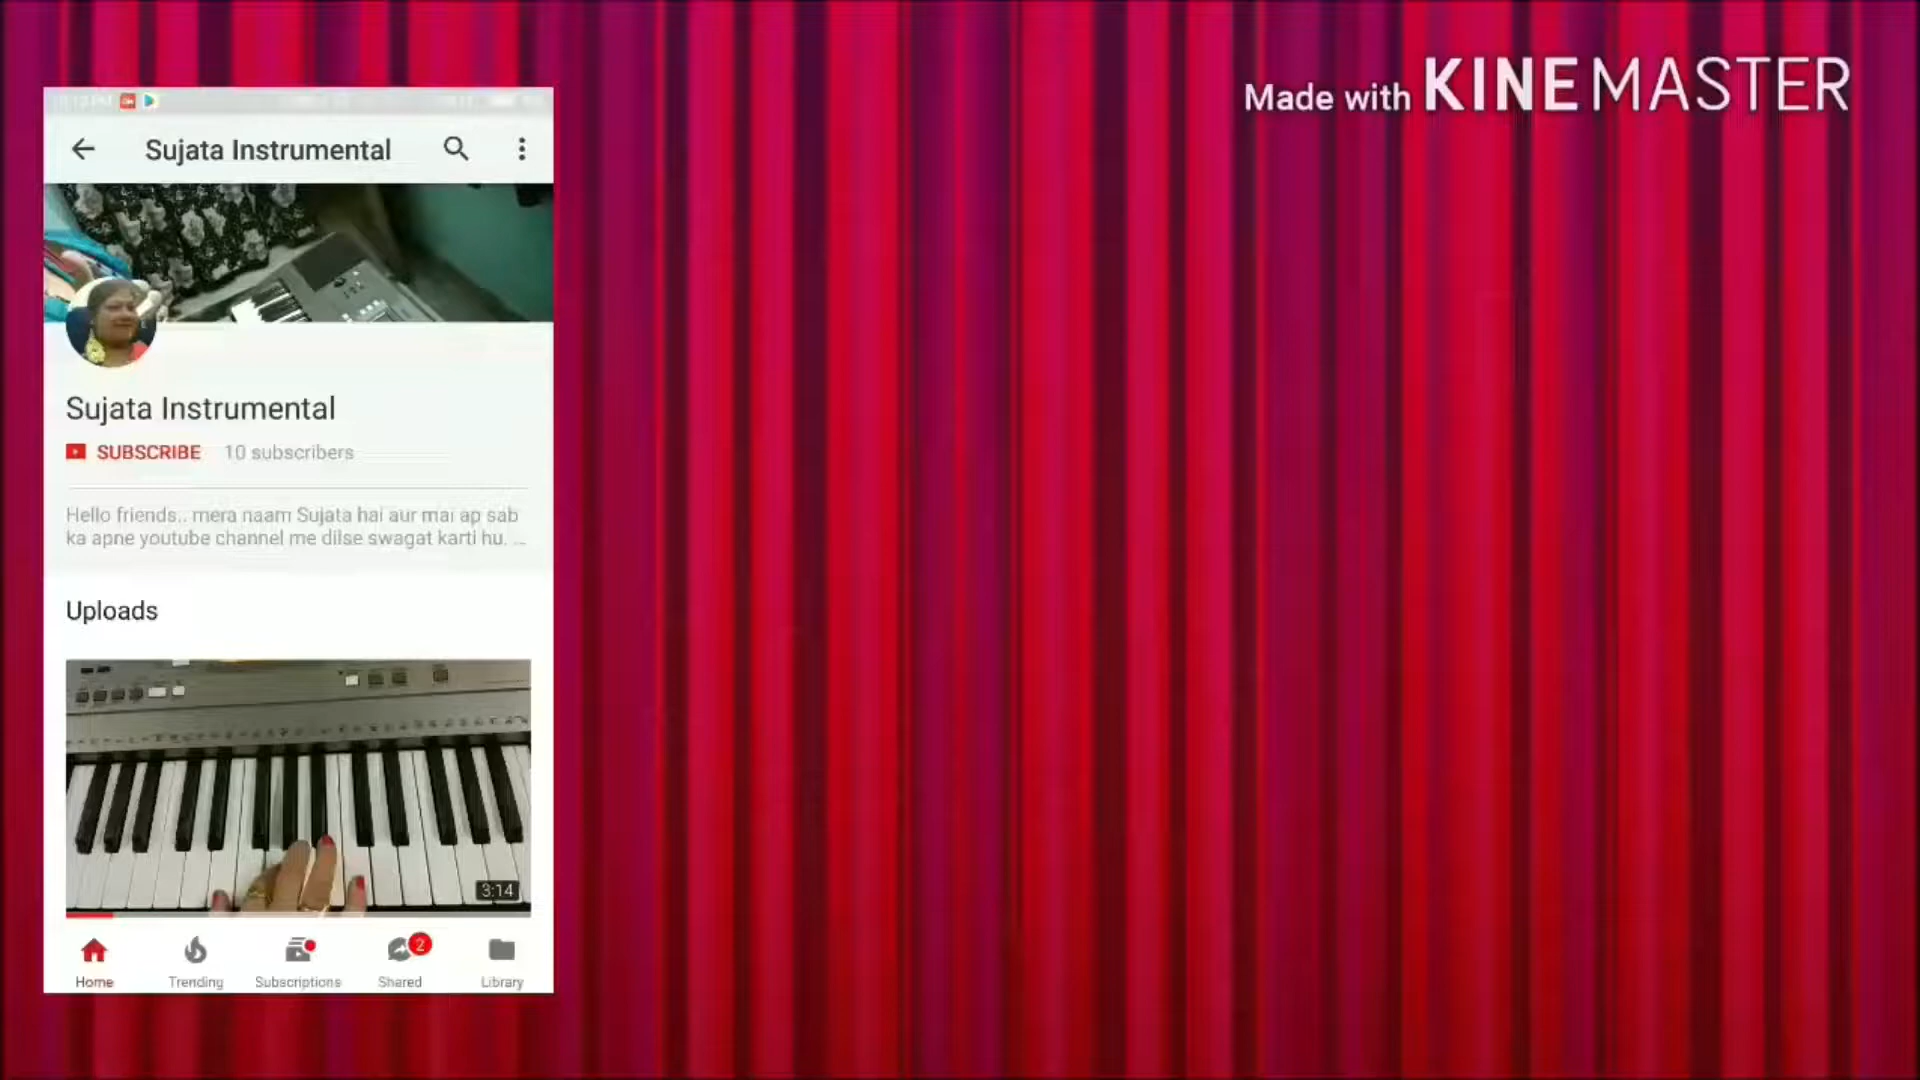 Made with KINEMASTER
Sujata Instrumental
Sujata Instrumental
SUBSCRIBE 10 subscribers
Hello friends.. mera naam Sujata hai aur mai ap sab
ka apne youtube channel me dilse swagat karti hu. ...
Uploads
3:14
2
Home Trending Subscriptions Shared Library